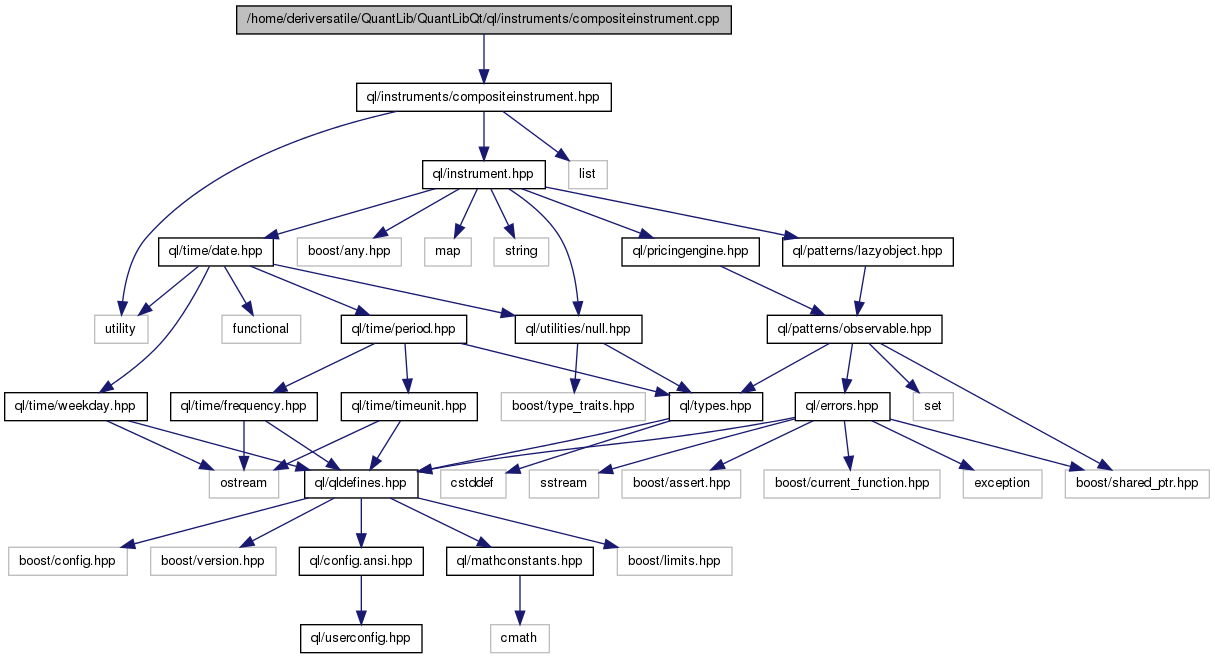 /home/deriversatile/QuantLib/QuantLibQt/ql/instruments/compositeinstrument.cpp
ql/instruments/compositeinstrument.hpp
ql/instrument.hpp
list
ql/time/date.hpp
boost/any.hpp
map
string
ql/pricingengine.hpp
ql/patterns/lazyobject.hpp
utility
functional
ql/time/period.hpp
ql/utilities/null.hpp
ql/patterns/observable.hpp
ql/time/weekday.hpp
ql/time/frequency.hpp
ql/time/timeunit.hpp
boost/type_traits.hpp
ql/types.hpp
ql/errors.hpp
set
ostream
ql/qldefines.hpp
cstddef
sstream
boost/assert.hpp
boost/current_function.hpp
exception
boost/shared_ptr.hpp
boost/config.hpp
boost/version.hpp
ql/config.ansi.hpp
ql/mathconstants.hpp
boost/limits.hpp
ql/userconfig.hpp
cmath